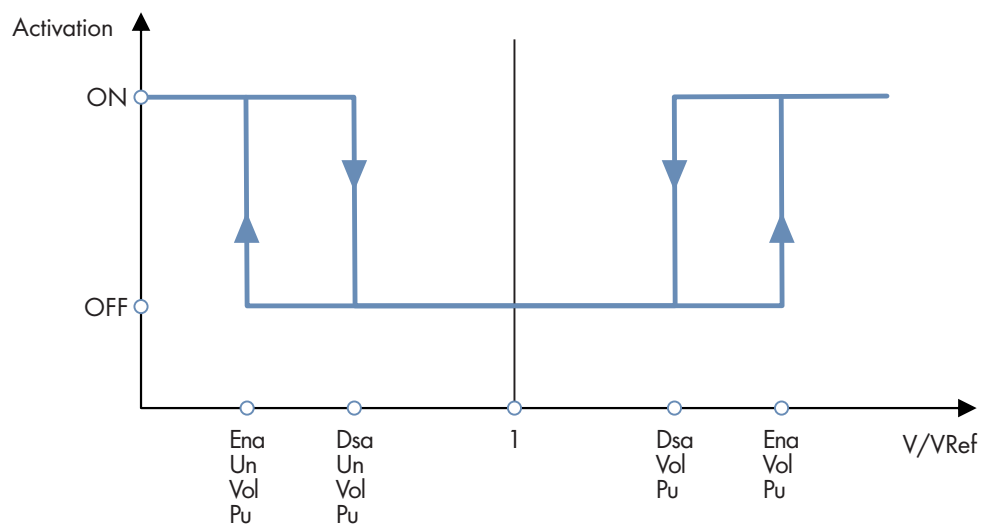 Activation
ON
OFF
Ena
Un
Vol
Pu
Dsa
Un
Vol
Pu
1
Dsa
Vol
Pu
Ena
Vol
Pu
V/VRef